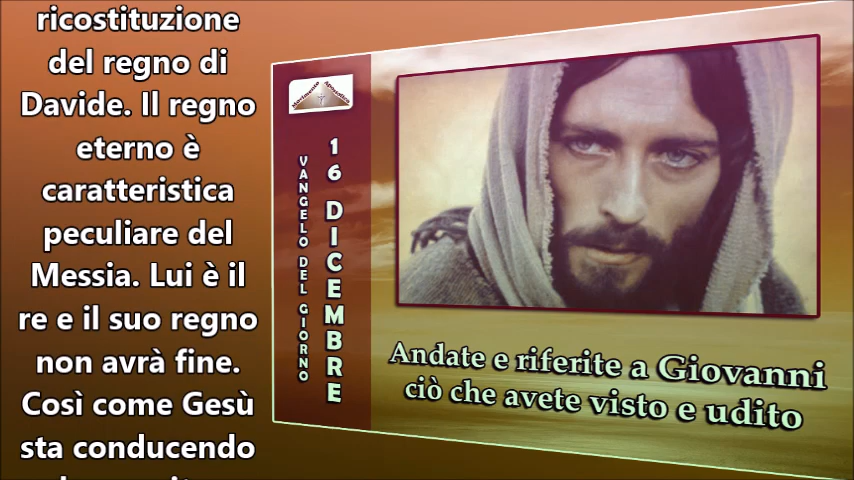 ricostituzione
del regno di
Davide. Il regno
eterno è
caratteristica
peculiare del
Messia. Lui è il
re e il suo regno
non avrà fine.
Così come Gesù
sta conducendo
Movimento Apostolico
16 DICEMBRE
VANGELO DEL GIORNO
Andate e riferite a Giovanni
ciò che avete visto e udito